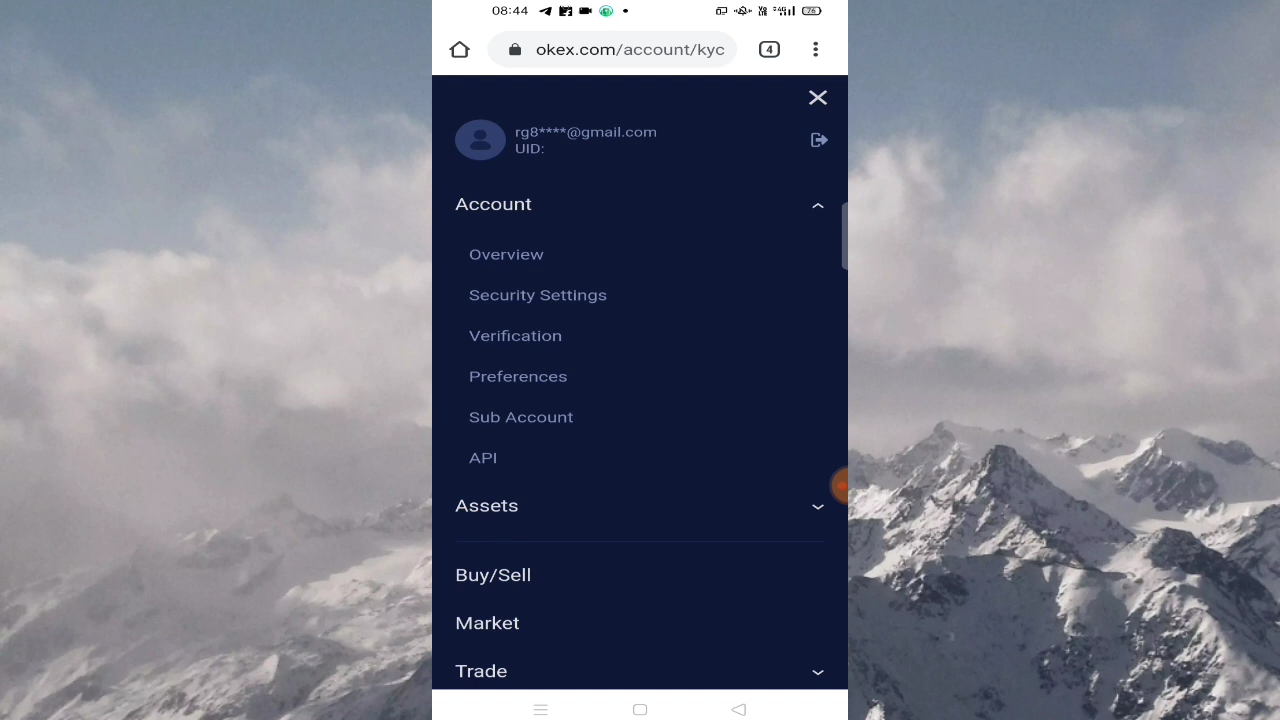 08:44
76
okex.com/account/kyc
4
rg8****@gmail.com
UID:
Account
Overview
Security Settings
Verification
Preferences
Sub Account
API
Assets
Buy/Sell
Market
Trade